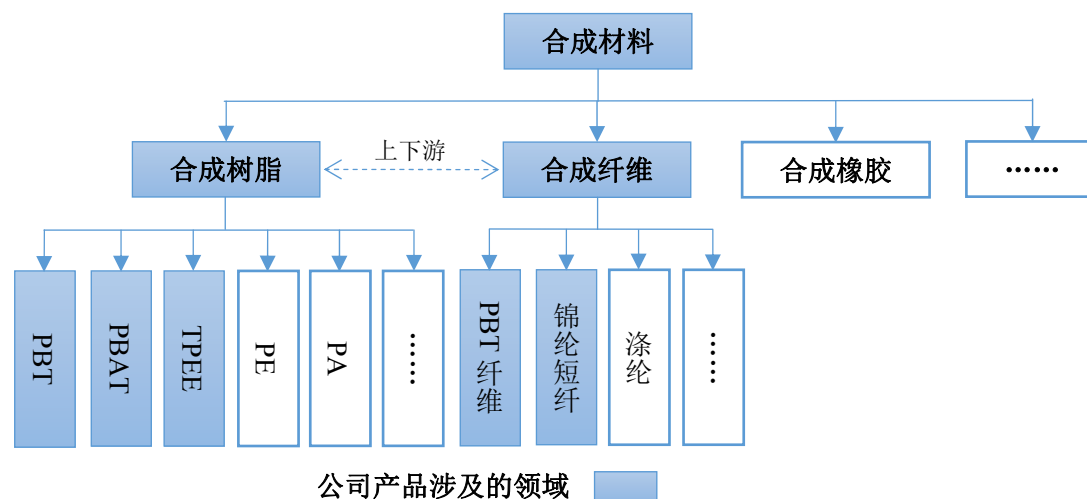 合成材料
上下游
合成树脂
合成纤维
合成橡胶
……
PBT
PBAT
TPEE
PE
PA
……
PBT纤维
锦纶短纤
涤纶
……
公司产品涉及的领域